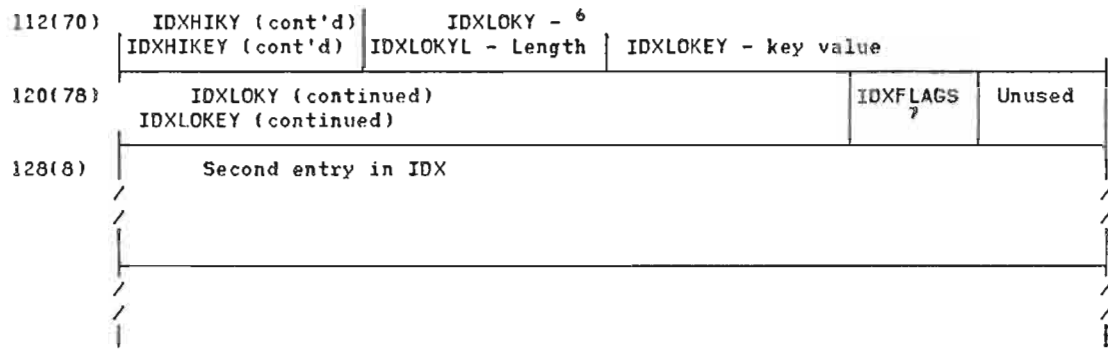 112(70) IDXHIKY (cont'd) IDXLOKY - 6
IDXHIKEY (cont'd) IDXLOKYL - Length IDXLOKEY - key value
120(78) IDXLOKY (continued) IDXFLAGS Unused
IDXLOKEY (continued) 7
128(8) Second entry in IDX